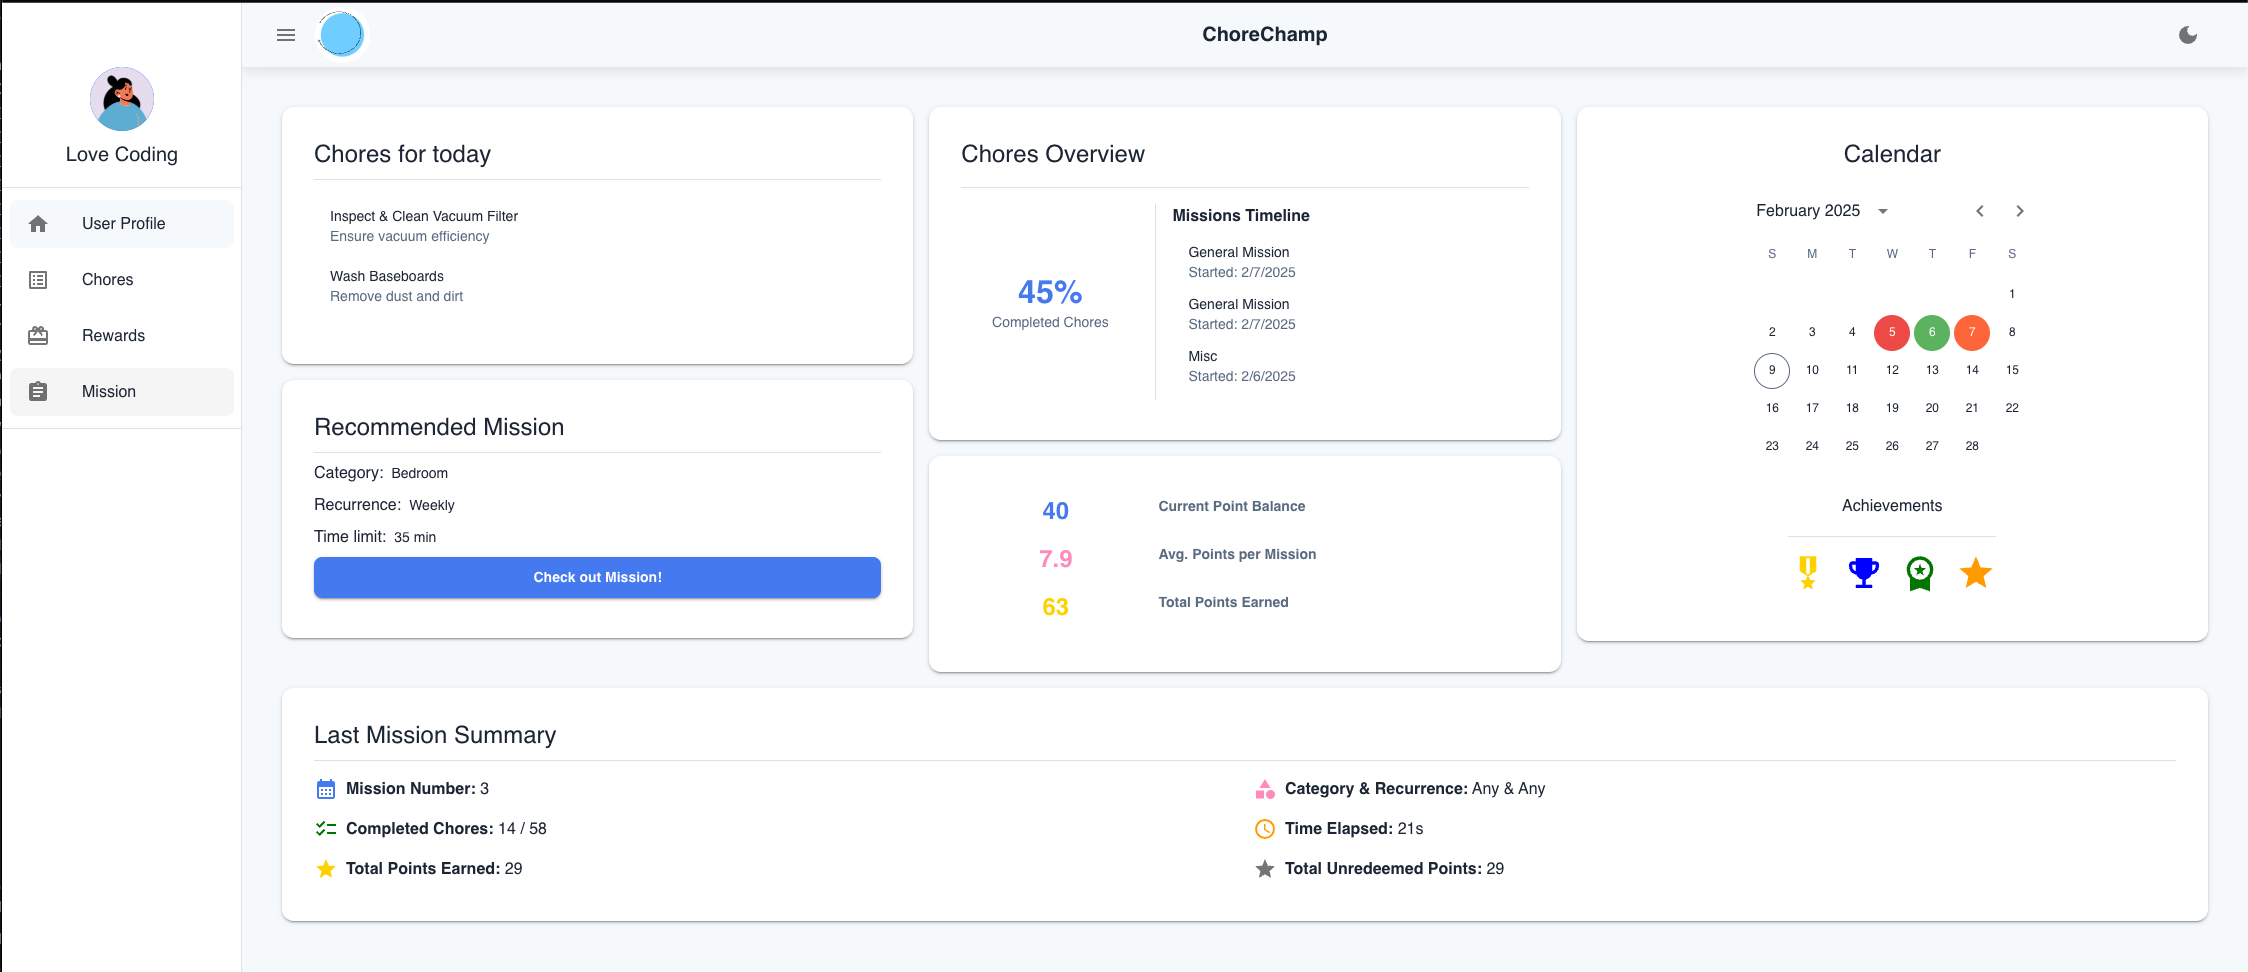 ChoreChamp
Love Coding
User Profile
Chores
Rewards
Mission
Chores for today
Inspect & Clean Vacuum Filter
Ensure vacuum efficiency
Wash Baseboards
Remove dust and dirt
Recommended Mission
Category: Bedroom
Recurrence: Weekly
Time limit: 35 min
Check out Mission!
Chores Overview
45%
Completed Chores
Missions Timeline
General Mission
Started: 2/7/2025
General Mission
Started: 2/7/2025
Misc
Started: 2/6/2025
40 Current Point Balance
7.9 Avg. Points per Mission
63 Total Points Earned
Calendar
February 2025
S M T W T F S
1
2 3 4 5 6 7 8
9 10 11 12 13 14 15
16 17 18 19 20 21 22
23 24 25 26 27 28
Achievements
Last Mission Summary
Mission Number: 3
Category & Recurrence: Any & Any
Completed Chores: 14 / 58
Time Elapsed: 21s
Total Points Earned: 29
Total Unredeemed Points: 29